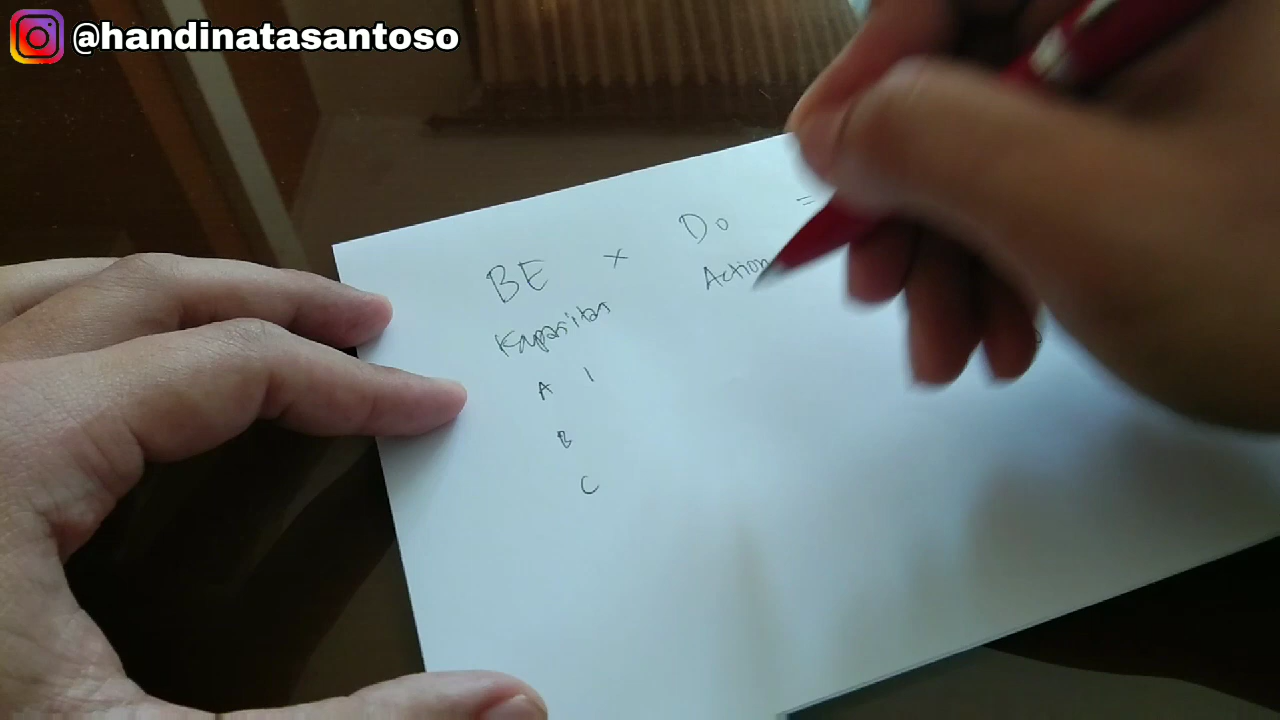 @handinatasantoso
BE × Do =
Kapasitas Action
A 1
B
C